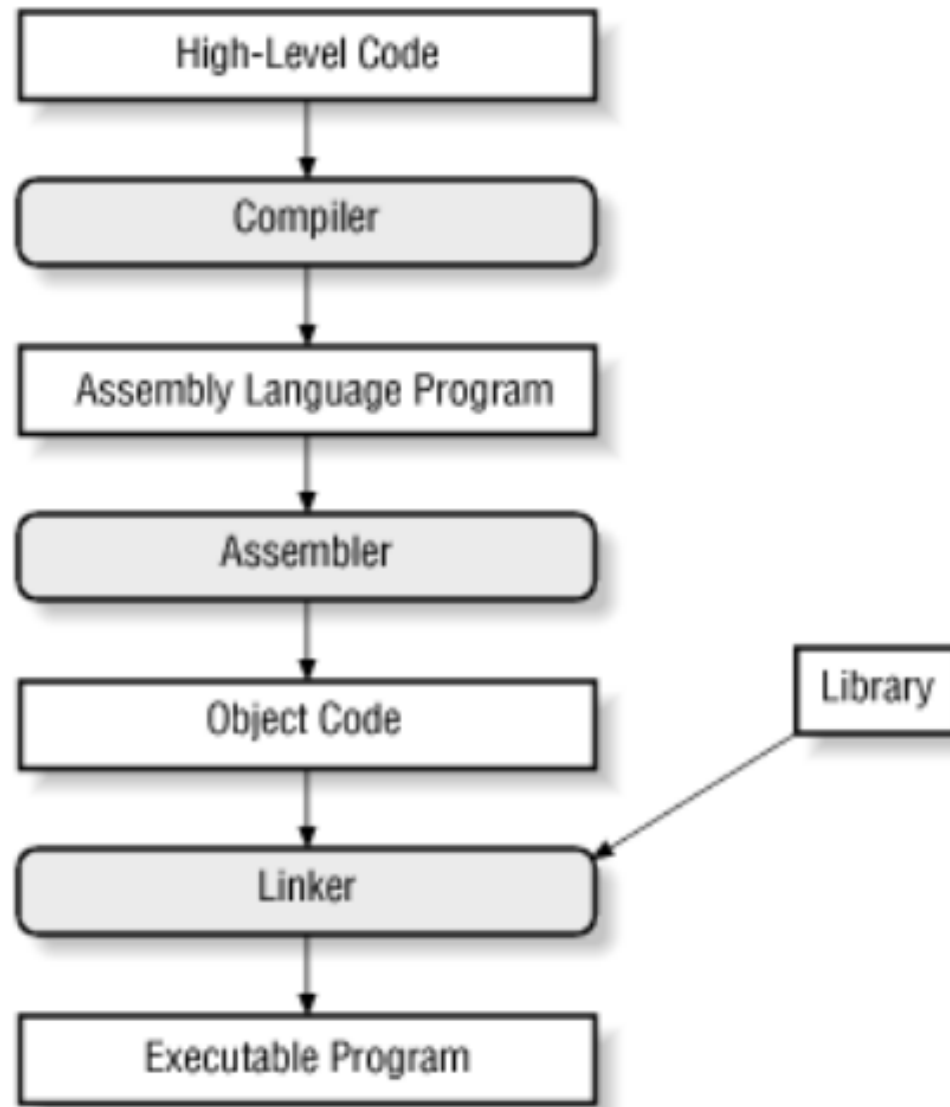 High-Level Code
Compiler
Assembly Language Program
Assembler
Object Code
Library
Linker
Executable Program